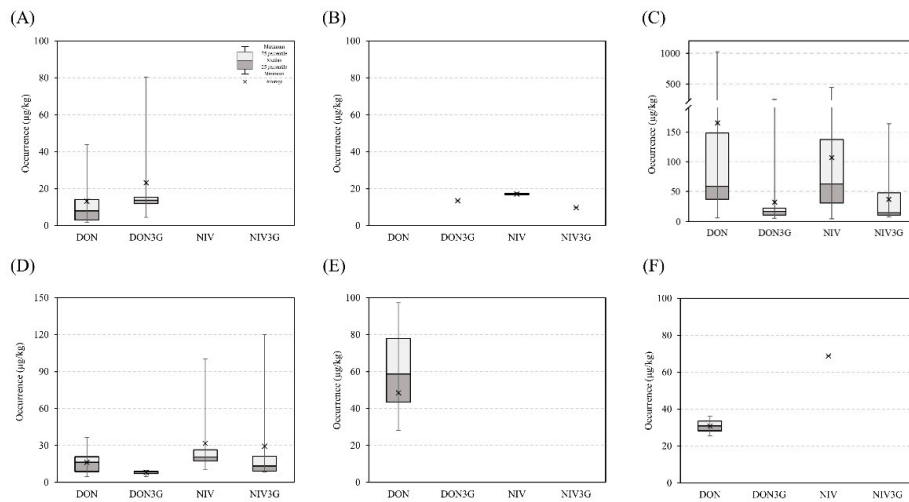 (A)
Occurrence (µg/kg)
100
80
60
40
20
0
Maximum
75 percentile
Median
25 percentile
Minimum
Average
DON DON3G NIV NIV3G
(B)
Occurrence (µg/kg)
100
80
60
40
20
0
DON DON3G NIV NIV3G
(C)
Occurrence (µg/kg)
1000
500
150
100
50
0
DON DON3G NIV NIV3G
(D)
Occurrence (µg/kg)
150
120
90
60
30
0
DON DON3G NIV NIV3G
(E)
Occurrence (µg/kg)
100
80
60
40
20
0
DON DON3G NIV NIV3G
(F)
Occurrence (µg/kg)
100
80
60
40
20
0
DON DON3G NIV NIV3G